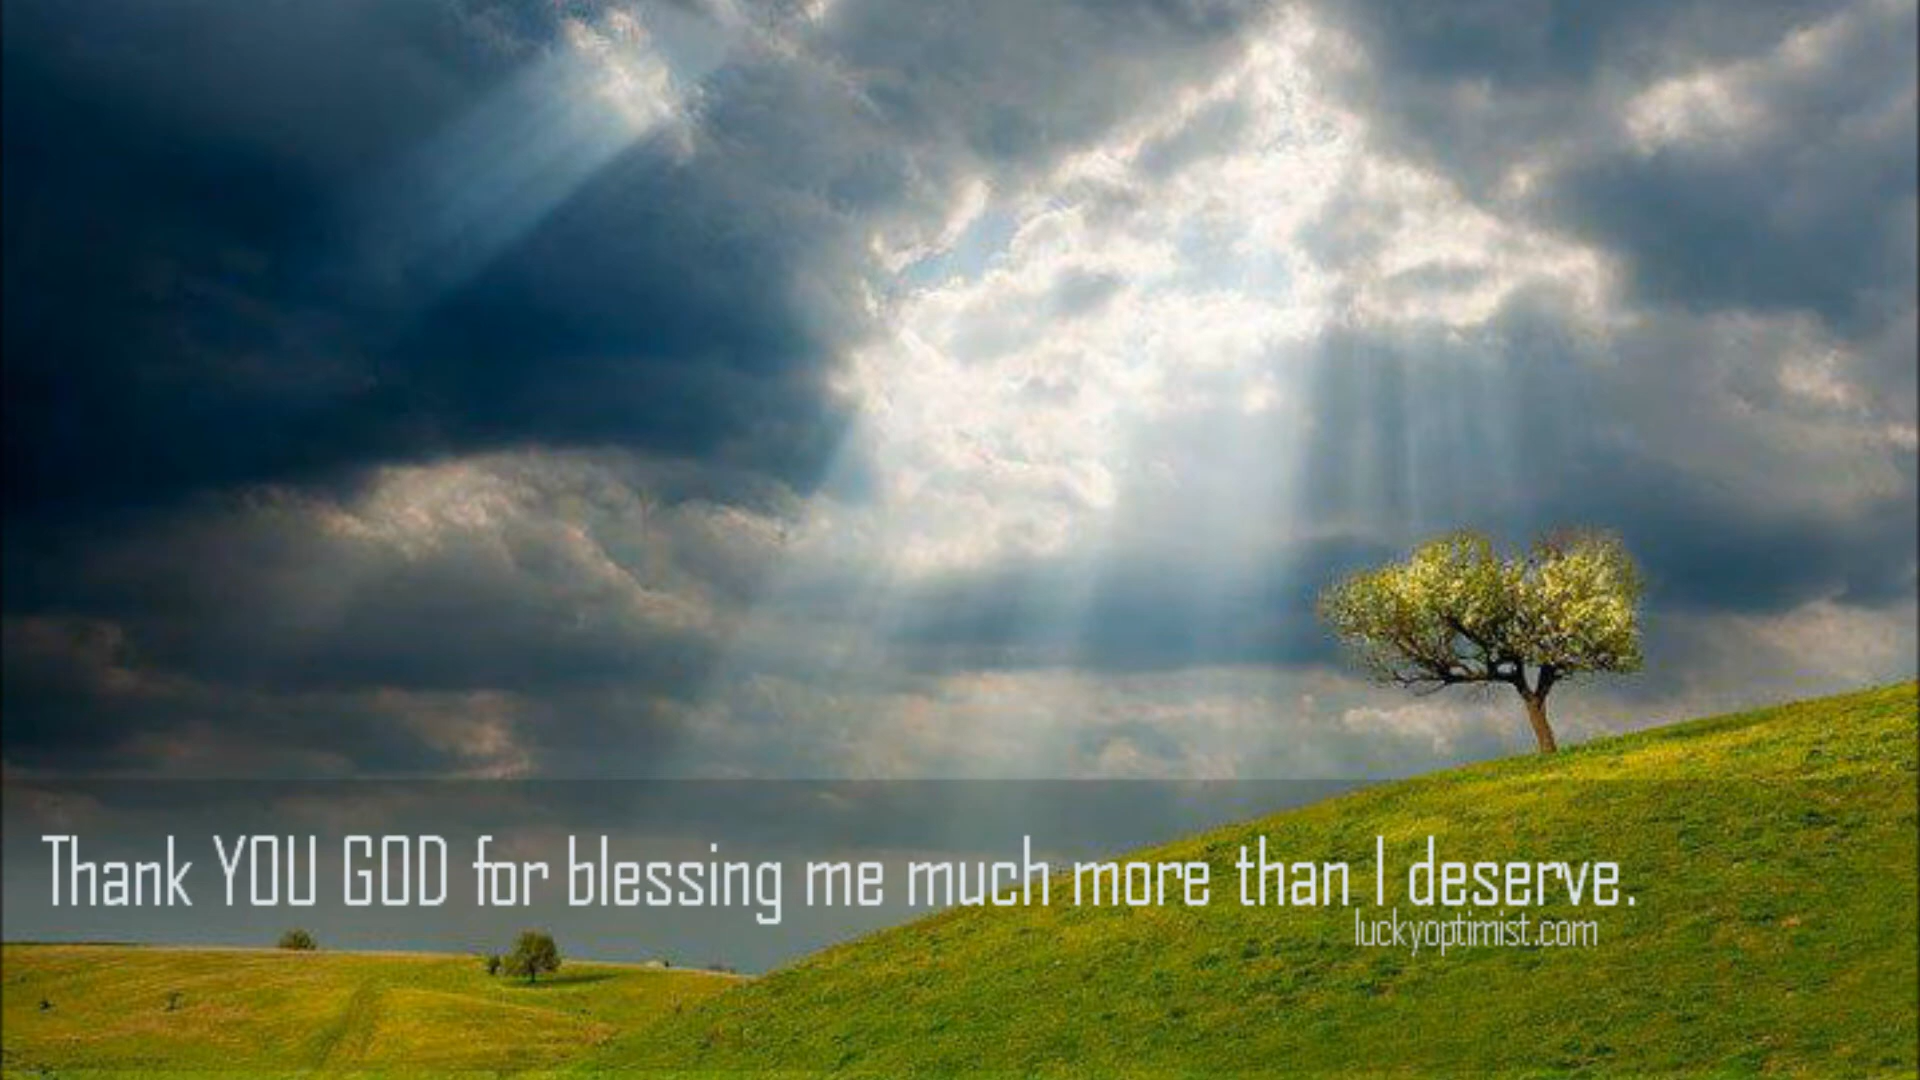 Thank YOU GOD for blessing me much more than I deserve.
luckyoptimist.com